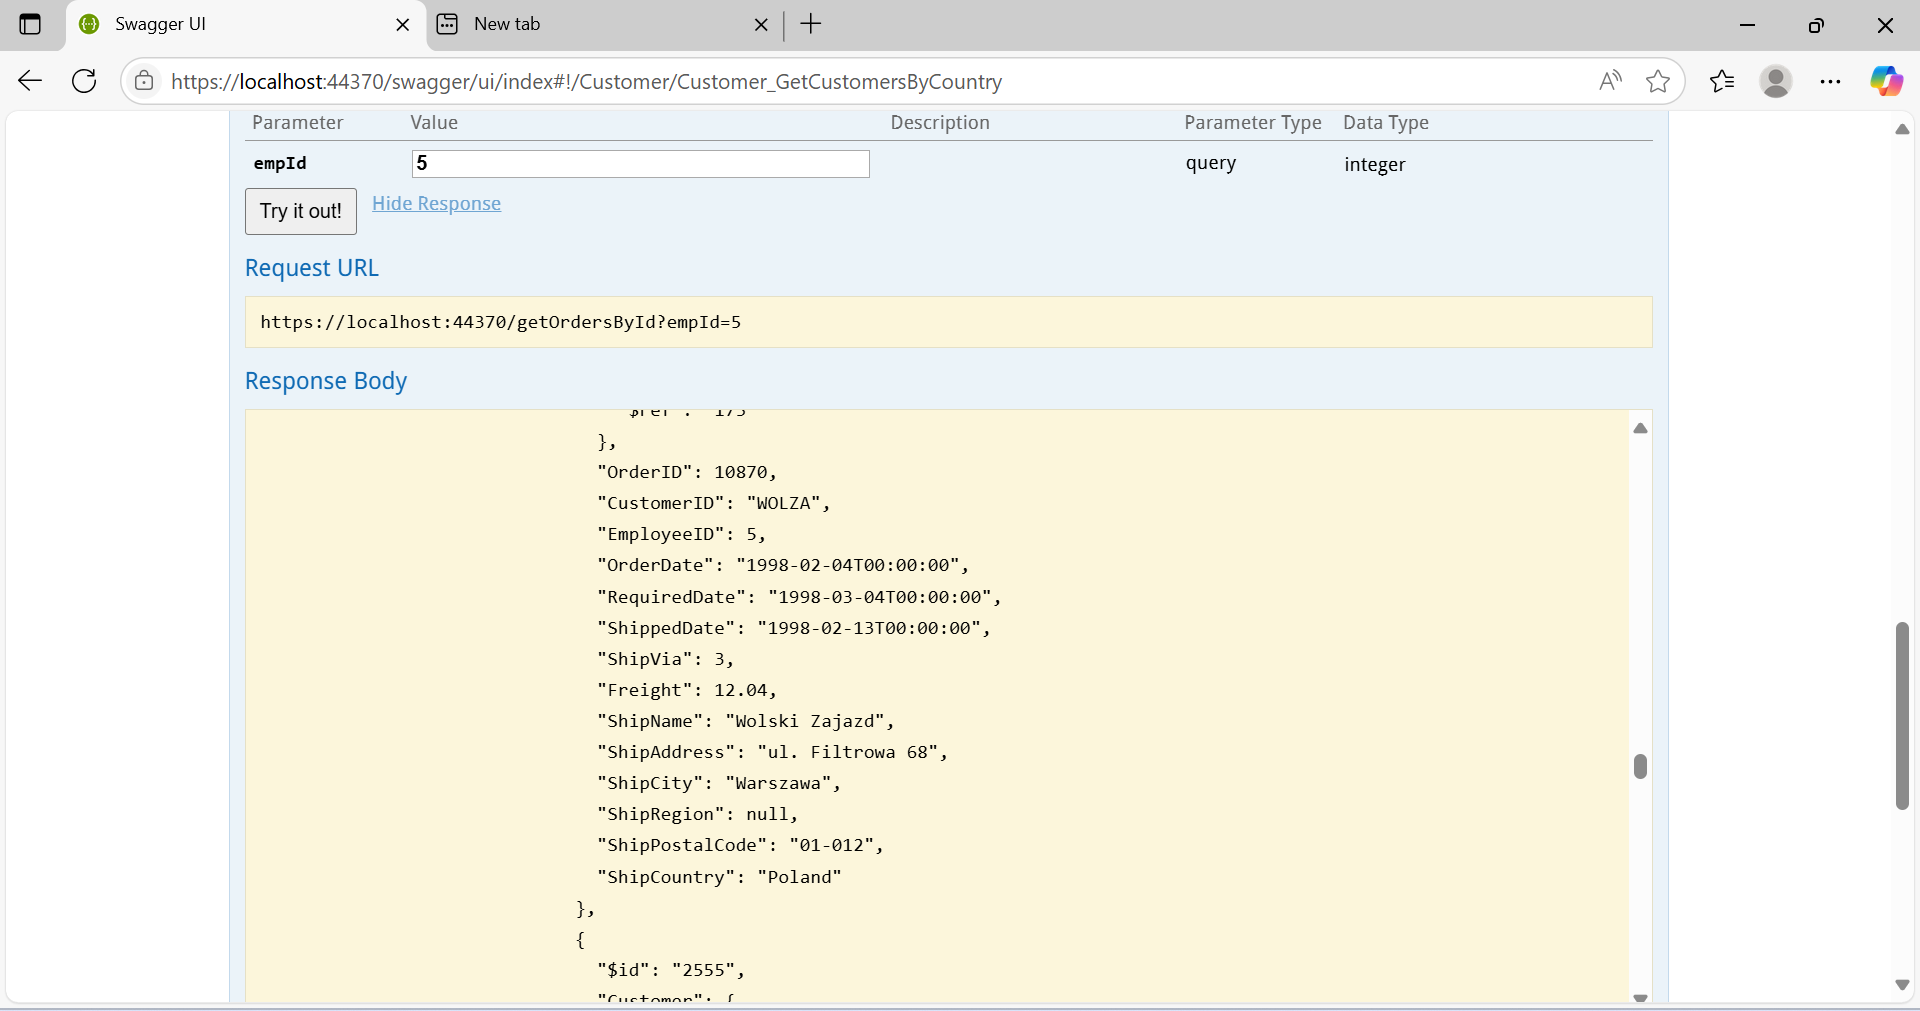 Swagger UI
New tab
https://localhost:44370/swagger/ui/index#!/Customer/Customer_GetCustomersByCountry
Parameter Value Description Parameter Type Data Type
empId 5 query integer
Try it out! Hide Response
Request URL
https://localhost:44370/getOrdersById?empId=5
Response Body
"$ref": "175"
},
"OrderID": 10870,
"CustomerID": "WOLZA",
"EmployeeID": 5,
"OrderDate": "1998-02-04T00:00:00",
"RequiredDate": "1998-03-04T00:00:00",
"ShippedDate": "1998-02-13T00:00:00",
"ShipVia": 3,
"Freight": 12.04,
"ShipName": "Wolski Zajazd",
"ShipAddress": "ul. Filtrowa 68",
"ShipCity": "Warszawa",
"ShipRegion": null,
"ShipPostalCode": "01-012",
"ShipCountry": "Poland"
},
{
"$id": "2555",
"Customer": {